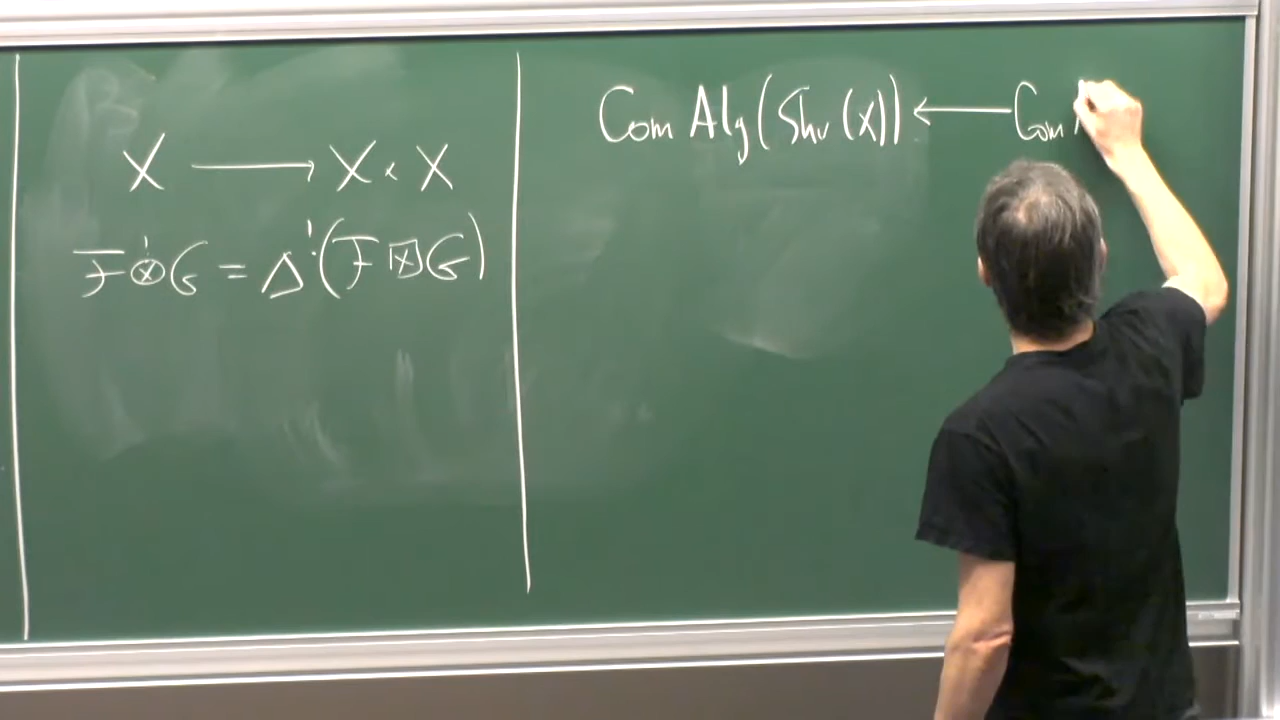 X ⟶ X × X
F ⊗^! G = Δ^!(F ⊠ G)
Com Alg(Shv(X)) ⟵ Com